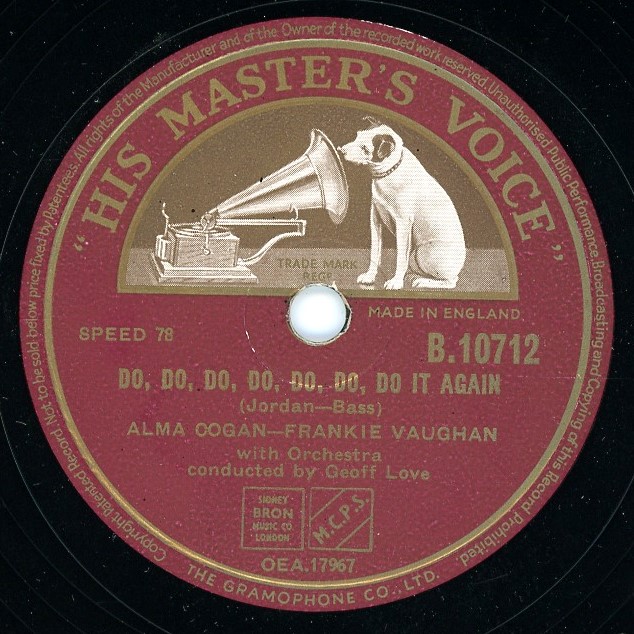 Copyright, latested Record Not to be sold below price fixed by Patentees. All rights of the Manufacturer and of the Owner of the recorded work reserved. Unauthorised Public Performance, Broadcasting and Copying of this Record Prohibited.
"HIS MASTER'S VOICE"
TRADE MARK
REGD
MADE IN ENGLAND.
SPEED 78
B.10712
DO, DO, DO, DO, DO, DO, DO IT AGAIN
(Jordan—Bass)
ALMA COGAN—FRANKIE VAUGHAN
with Orchestra
conducted by Geoff Love
SIDNEY
BRON
MUSIC CO
LONDON
M.C.P.S.
OEA.17967
THE GRAMOPHONE CO., LTD.